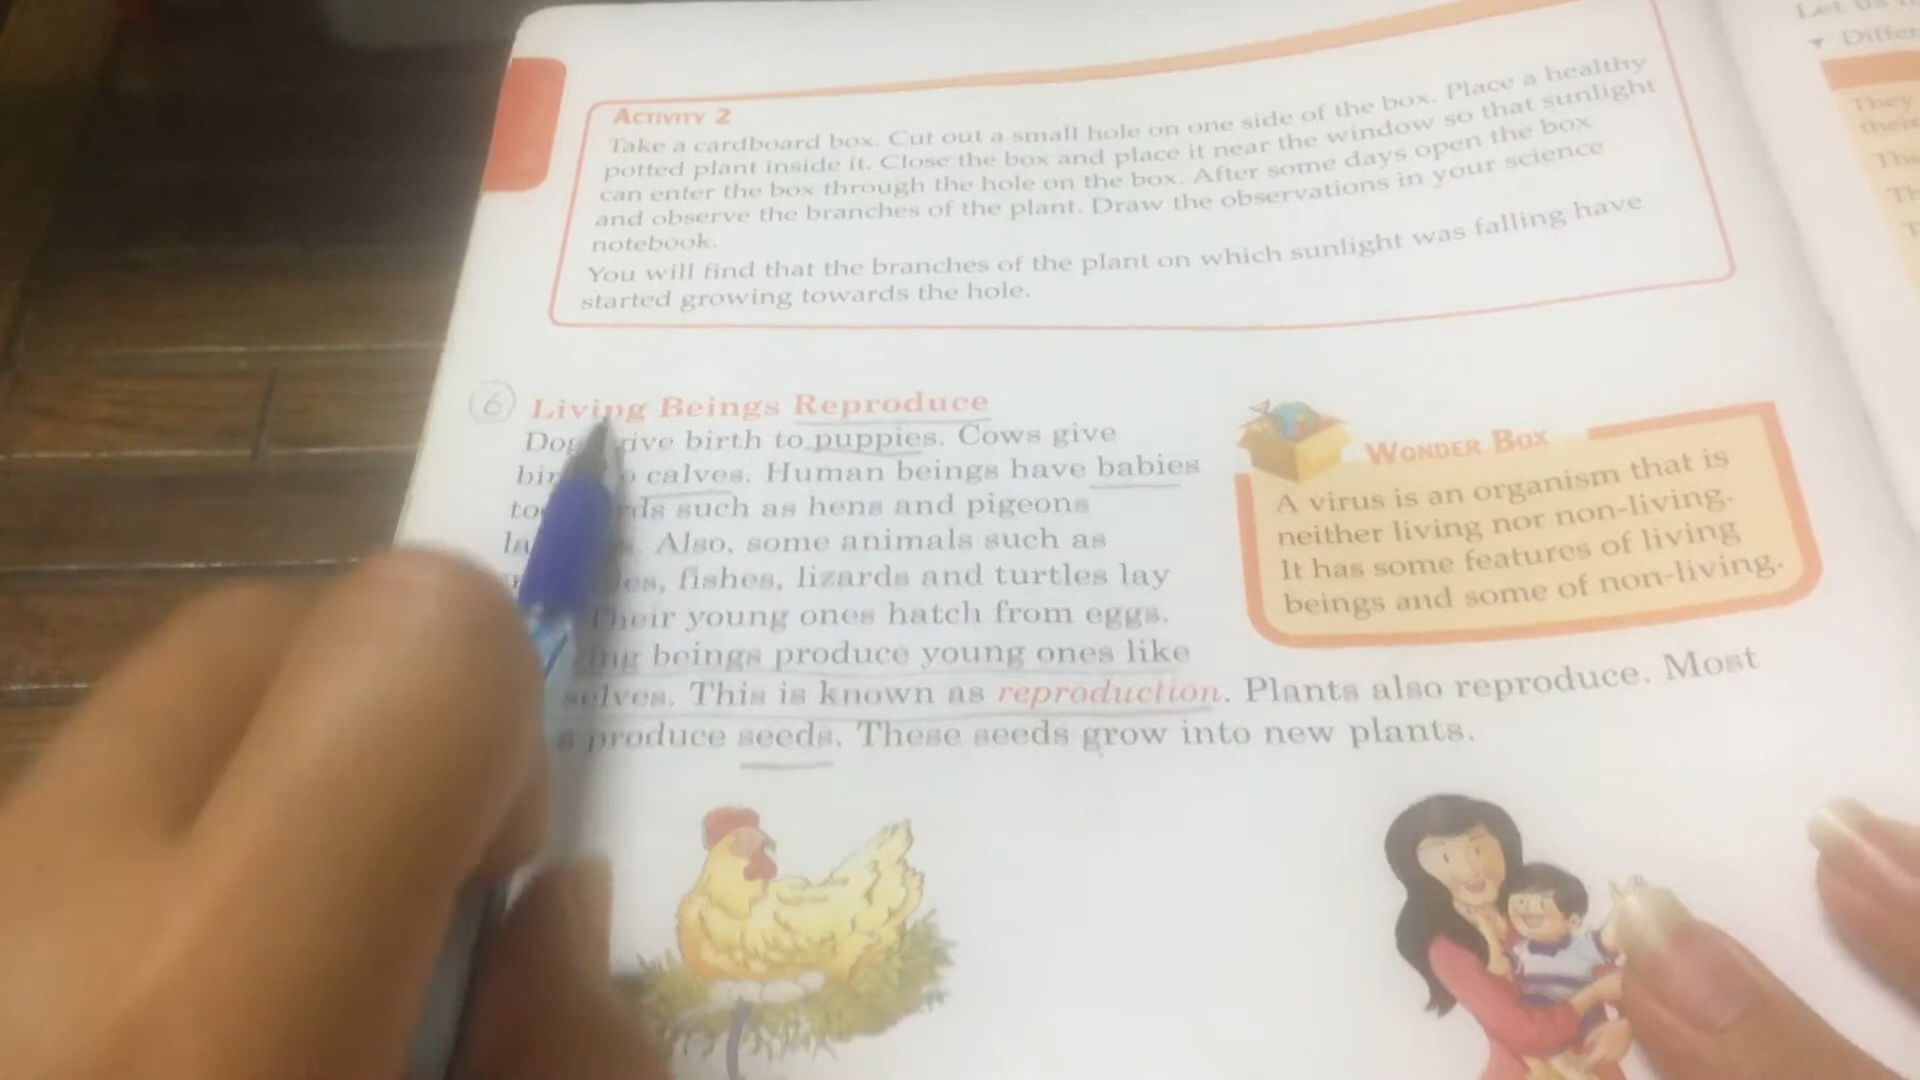 ACTIVITY 2
Take a cardboard box. Cut out a small hole on one side of the box. Place a healthy
potted plant inside it. Close the box and place it near the window so that sunlight
can enter the box through the hole on the box. After some days open the box
and observe the branches of the plant. Draw the observations in your science
notebook.
You will find that the branches of the plant on which sunlight was falling have
started growing towards the hole.
6 Living Beings Reproduce
birth to puppies. Cows give
calves. Human beings have babies
such as hens and pigeons
Also, some animals such as
fishes, lizards and turtles lay
Their young ones hatch from eggs.
beings produce young ones like
This is known as reproduction. Plants also reproduce. Most
produce seeds. These seeds grow into new plants.
WONDER BOX
A virus is an organism that is
neither living nor non-living.
It has some features of living
beings and some of non-living.
Let us
They